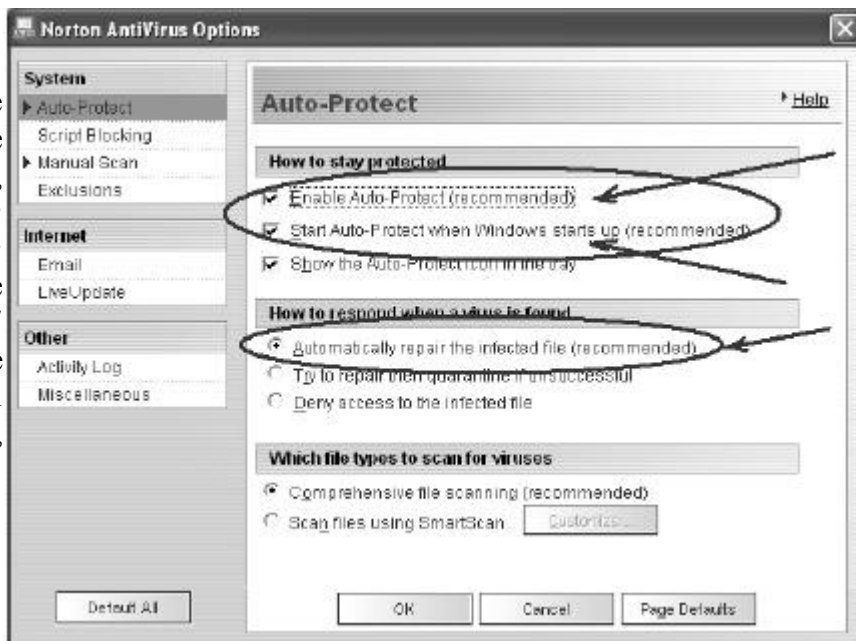 Norton AntiVirus Options
System
Auto-Protect
Script Blocking
Manual Scan
Exclusions
Internet
Email
LiveUpdate
Other
Activity Log
Miscellaneous
Default All
Auto-Protect
Help
How to stay protected
Enable Auto-Protect (recommended)
Start Auto-Protect when Windows starts up (recommended)
Show the Auto-Protect icon in the tray
How to respond when a virus is found
Automatically repair the infected file (recommended)
Try to repair then quarantine if unsuccessful
Deny access to the infected file
Which file types to scan for viruses
Comprehensive file scanning (recommended)
Scan files using SmartScan
Customize...
OK
Cancel
Page Defaults